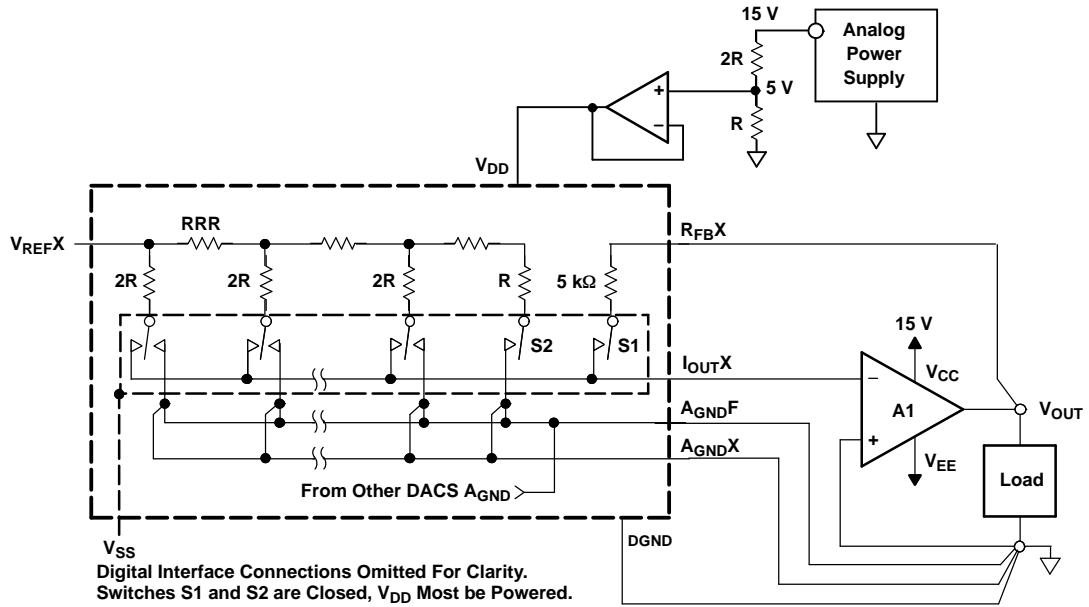 15 V
Analog
Power
Supply
2R
5 V
+
R
−
VDD
VREFX
RRR
RFBX
2R
2R
2R
R
5 kΩ
S2
S1
15 V
IOUTX
−
VCC
A1
VOUT
AGNDF
+
AGNDX
VEE
Load
From Other DACS AGND
VSS
DGND
Digital Interface Connections Omitted For Clarity.
Switches S1 and S2 are Closed, VDD Most be Powered.